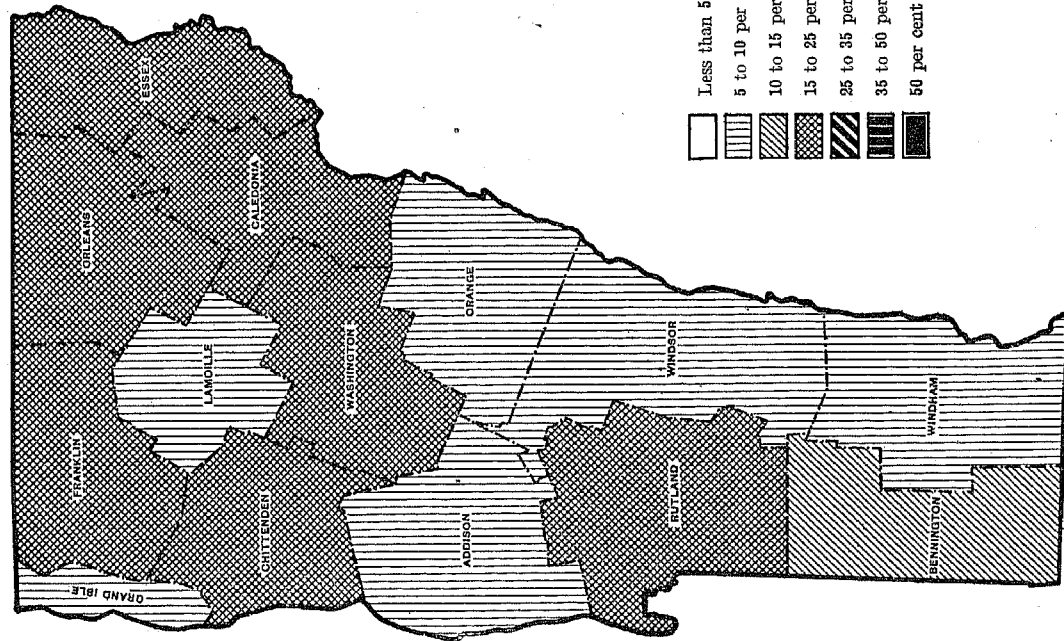 ESSEX
ORLEANS
CALEDONIA
FRANKLIN
LAMOILLE
WASHINGTON
ORANGE
GRAND IBLE
CHITTENDEN
ADDISON
WINDSOR
RUTLAND
WINDHAM
BENNINGTON
Less than 5
5 to 10 per
10 to 15 per
15 to 25 per
25 to 35 per
35 to 50 per
50 per cent